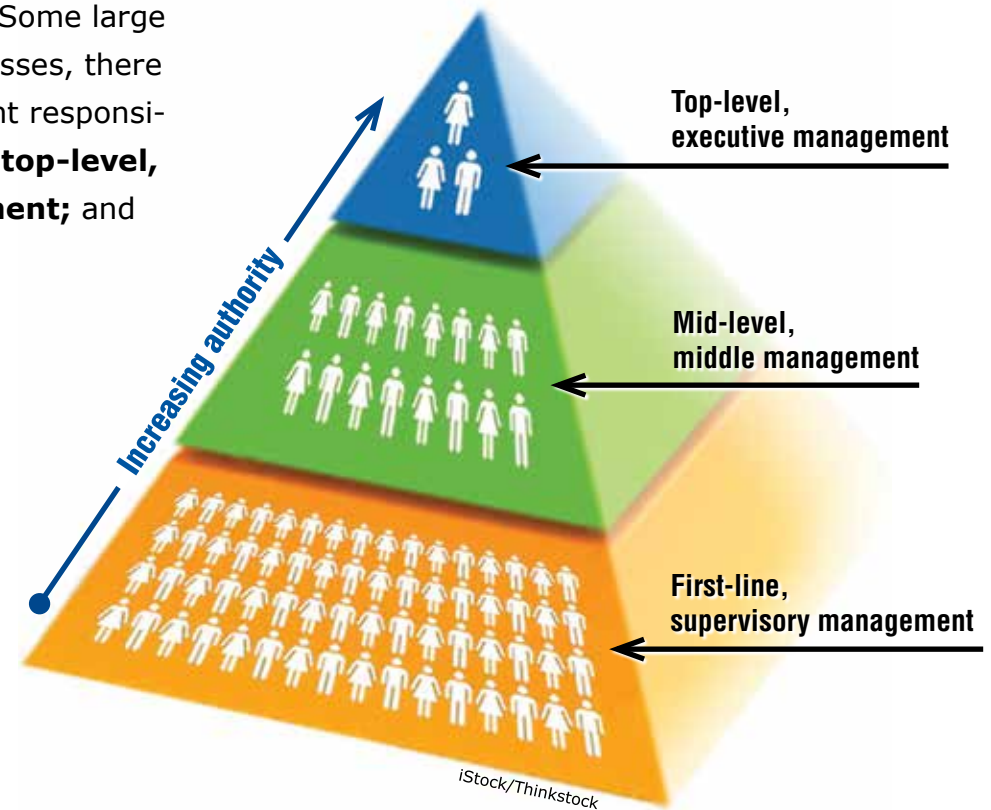 Some large
sses, there
nt responsi-
top-level,
nent; and
Increasing authority
Top-level,
executive management
Mid-level,
middle management
First-line,
supervisory management
iStock/Thinkstock